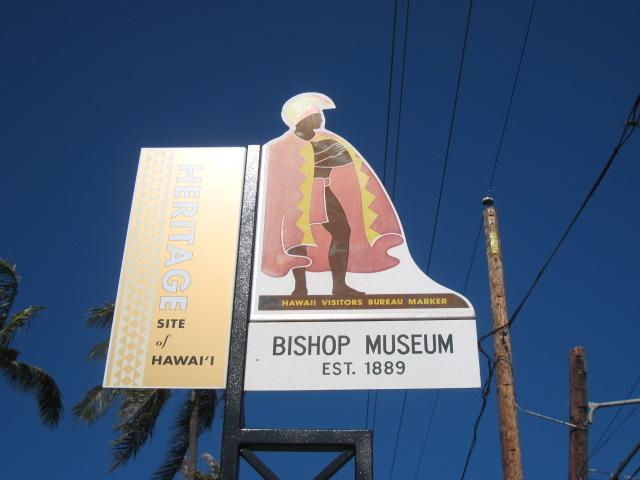 HERITAGE
SITE
of
HAWAI‘I
HAWAII VISITORS BUREAU MARKER
BISHOP MUSEUM
EST. 1889